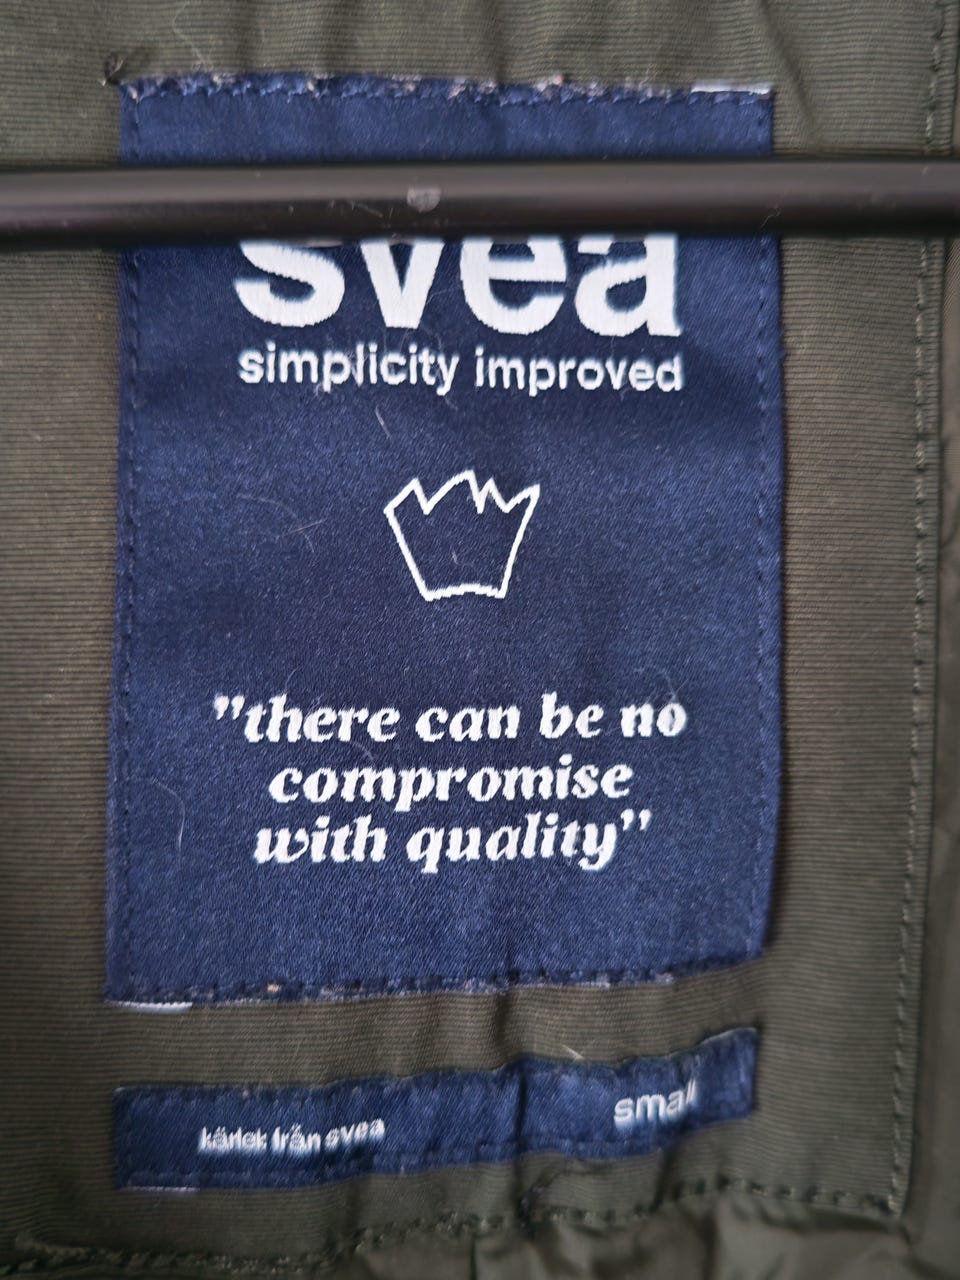 svea
simplicity improved
"there can be no
compromise
with quality"
kärlek från svea
small